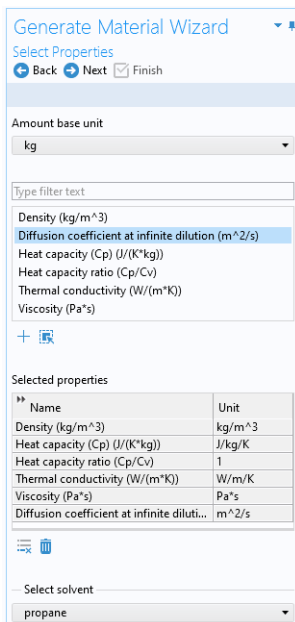 Generate Material Wizard
Select Properties
Back Next Finish
Amount base unit
kg
Type filter text
Density (kg/m^3)
Diffusion coefficient at infinite dilution (m^2/s)
Heat capacity (Cp) (J/(K*kg))
Heat capacity ratio (Cp/Cv)
Thermal conductivity (W/(m*K))
Viscosity (Pa*s)
Selected properties
Name Unit
Density (kg/m^3) kg/m^3
Heat capacity (Cp) (J/(K*kg)) J/kg/K
Heat capacity ratio (Cp/Cv) 1
Thermal conductivity (W/(m*K)) W/m/K
Viscosity (Pa*s) Pa*s
Diffusion coefficient at infinite diluti... m^2/s
Select solvent
propane